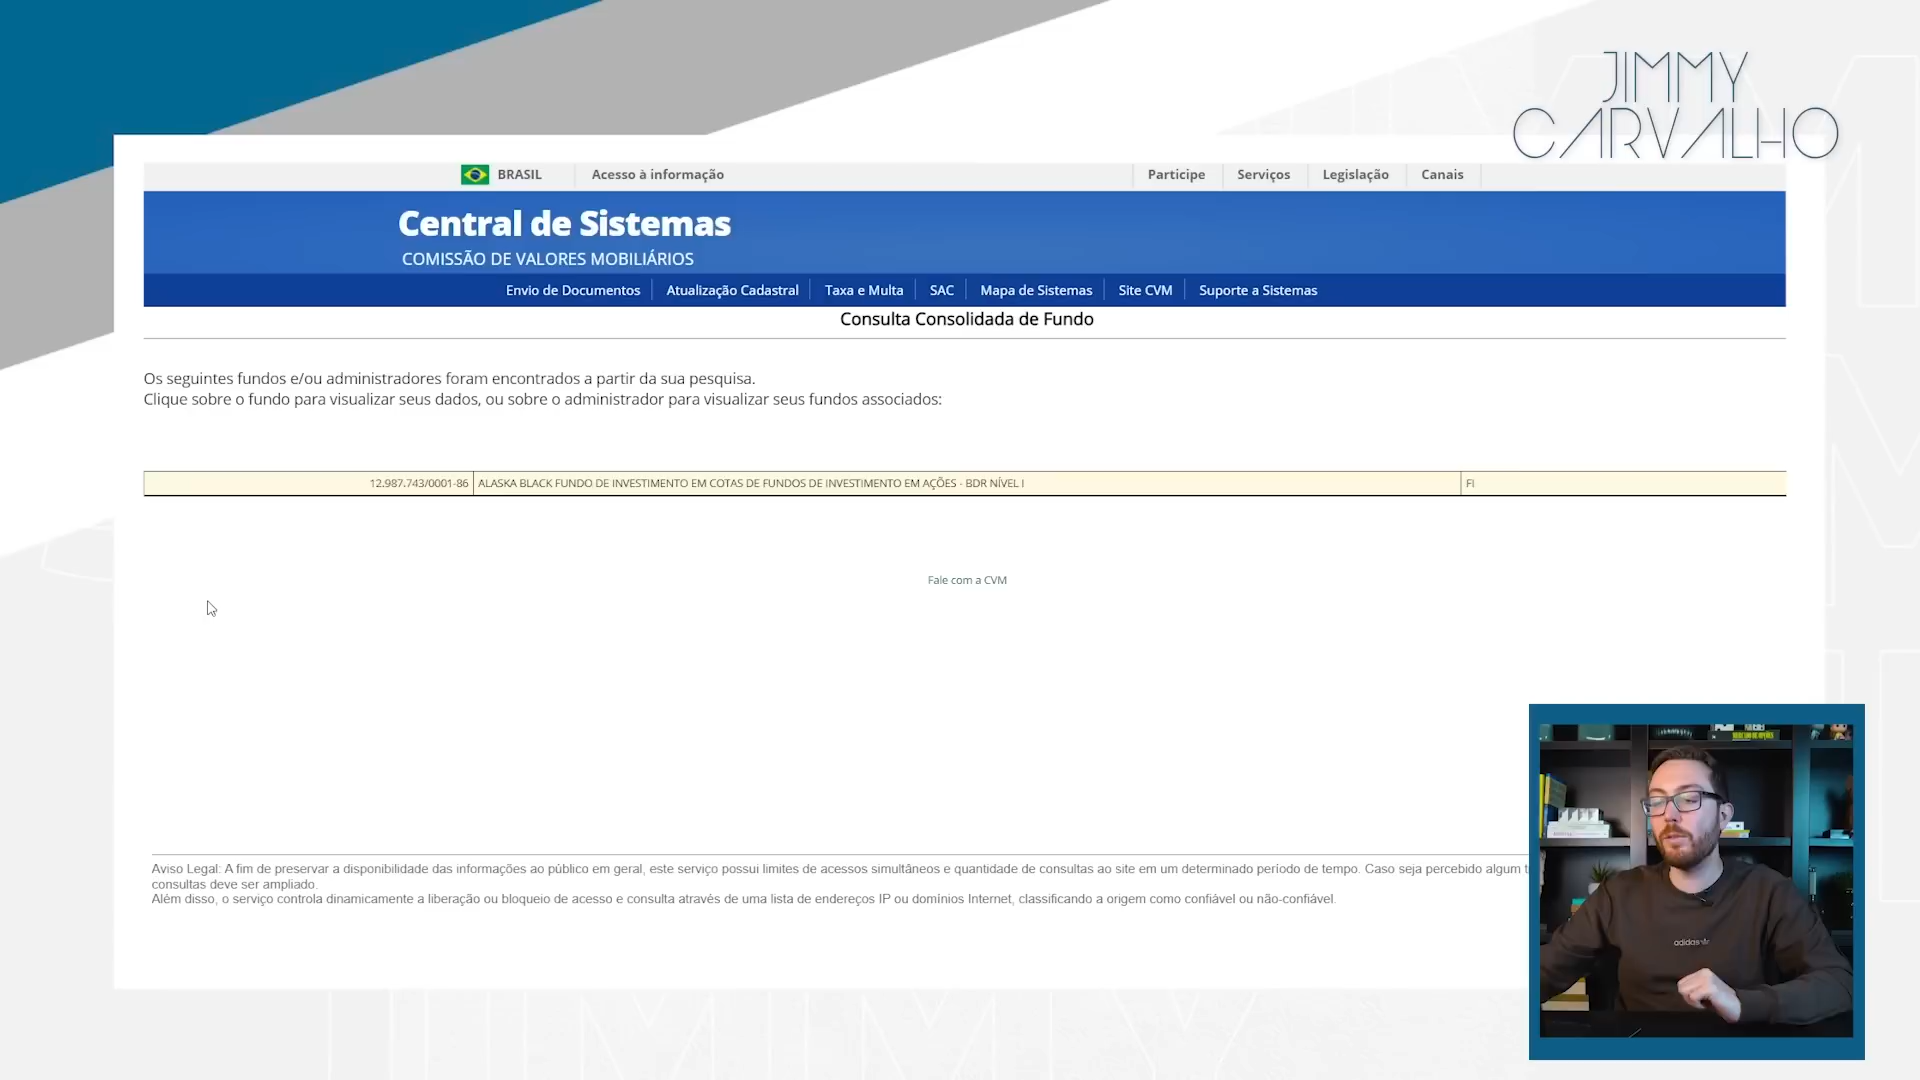 JIMMY
CARVALHO
BRASIL
Acesso à informação
Participe
Serviços
Legislação
Canais
Central de Sistemas
COMISSÃO DE VALORES MOBILIÁRIOS
Envio de Documentos
Atualização Cadastral
Taxa e Multa
SAC
Mapa de Sistemas
Site CVM
Suporte a Sistemas
Consulta Consolidada de Fundo
Os seguintes fundos e/ou administradores foram encontrados a partir da sua pesquisa.
Clique sobre o fundo para visualizar seus dados, ou sobre o administrador para visualizar seus fundos associados:
12.987.743/0001-86 ALASKA BLACK FUNDO DE INVESTIMENTO EM COTAS DE FUNDOS DE INVESTIMENTO EM AÇÕES - BDR NÍVEL I FI
Fale com a CVM
Aviso Legal: A fim de preservar a disponibilidade das informações ao público em geral, este serviço possui limites de acessos simultâneos e quantidade de consultas ao site em um determinado período de tempo. Caso seja percebido algum
consultas deve ser ampliado.
Além disso, o serviço controla dinamicamente a liberação ou bloqueio de acesso e consulta através de uma lista de endereços IP ou domínios Internet, classificando a origem como confiável ou não-confiável.
adidas